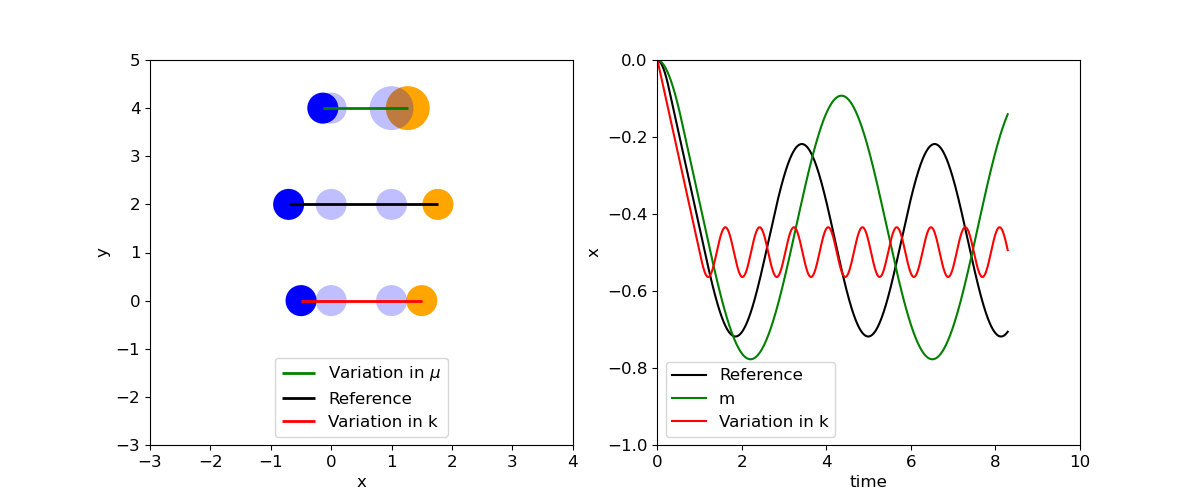 5
4
3
2
1
0
−1
−2
−3
y
−3 −2 −1 0 1 2 3 4
x
Variation in μ
Reference
Variation in k
0.0
−0.2
−0.4
−0.6
−0.8
−1.0
x
0 2 4 6 8 10
time
Reference
m
Variation in k